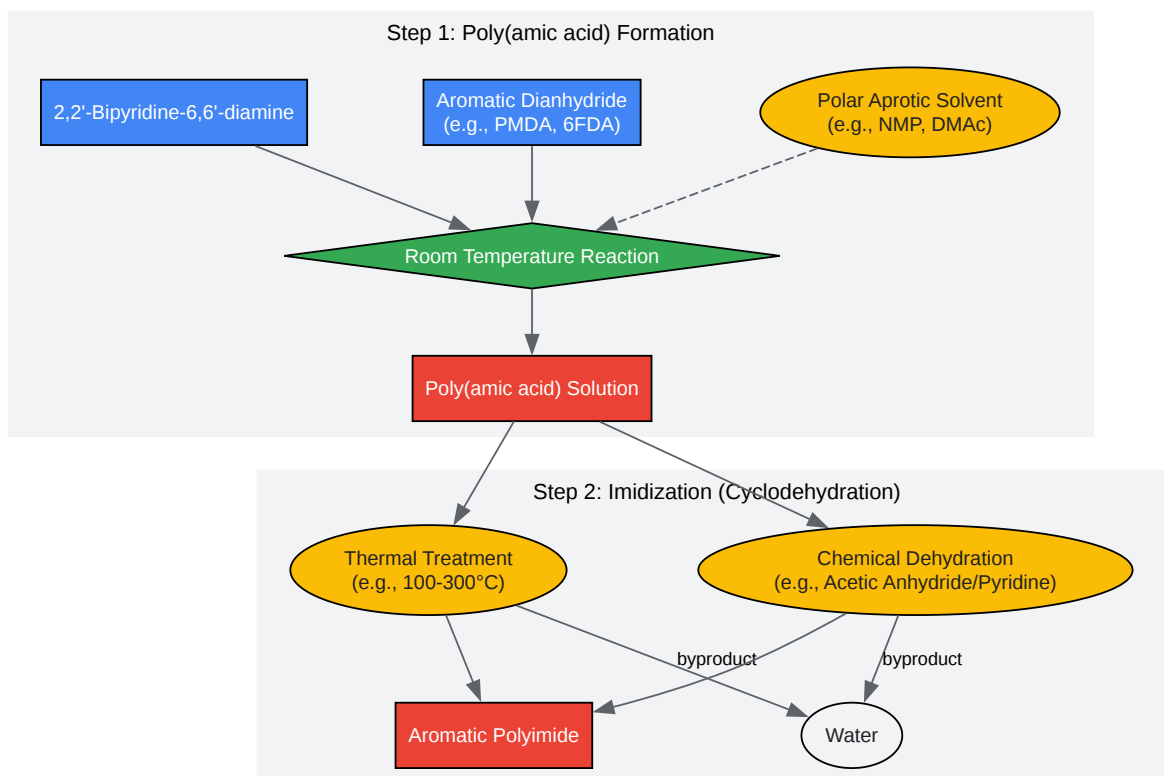 Step 1: Poly(amic acid) Formation
2,2'-Bipyridine-6,6'-diamine
Aromatic Dianhydride
(e.g., PMDA, 6FDA)
Polar Aprotic Solvent
(e.g., NMP, DMAc)
Room Temperature Reaction
Poly(amic acid) Solution
Step 2: Imidization (Cyclodehydration)
Thermal Treatment
(e.g., 100-300°C)
Chemical Dehydration
(e.g., Acetic Anhydride/Pyridine)
byproduct
byproduct
Aromatic Polyimide
Water